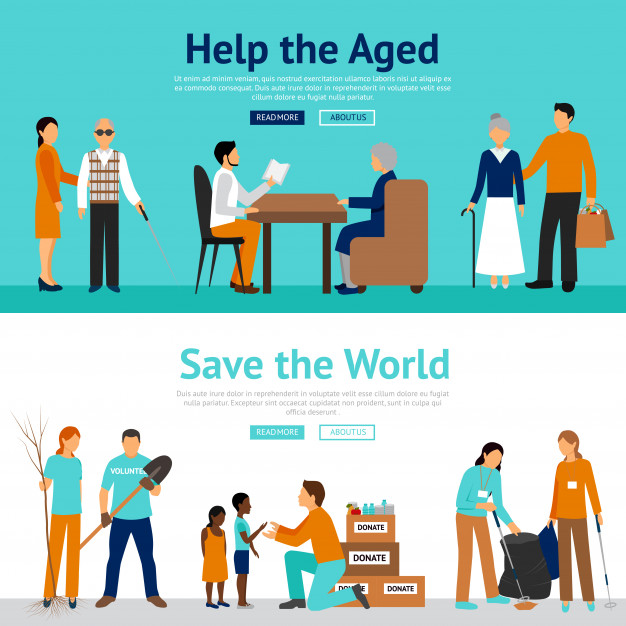 Help the Aged
Ut enim ad minim veniam, quis nostrud exercitation ullamco laboris nisi ut aliquip ex
ea commodo consequat. Duis aute irure dolor in reprehenderit in voluptate velit esse
cillum dolore eu fugiat nulla pariatur.
READ MORE ABOUT US
Save the World
Duis aute irure dolor in reprehenderit in voluptate velit esse cillum dolore eu fugiat
nulla pariatur. Excepteur sint occaecat cupidatat non proident, sunt in culpa qui
officia deserunt .
READ MORE ABOUT US
VOLUNTE
DONATE
DONATE
DONATE
DONATE